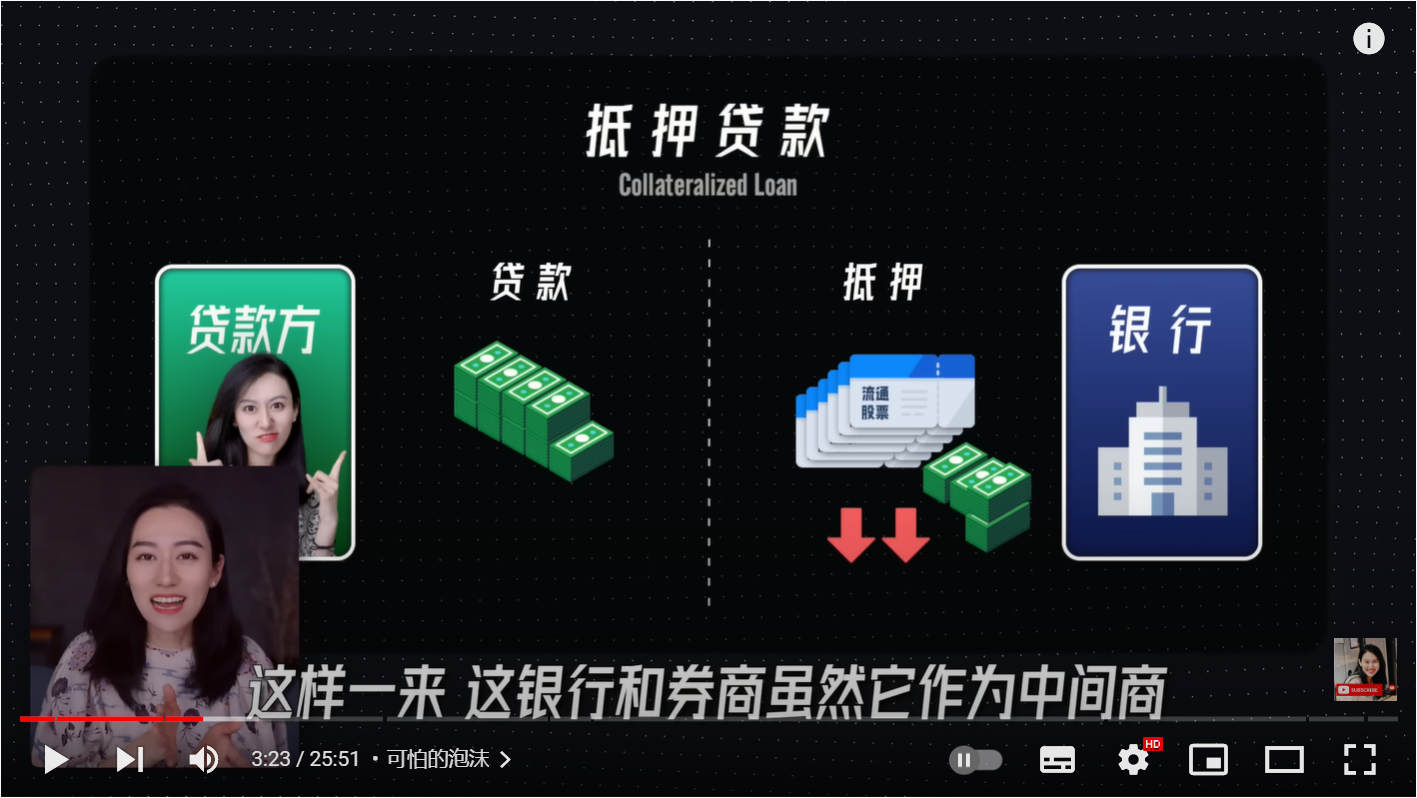 抵押贷款
Collateralized Loan
贷款
抵押
贷款方
银行
流通
股票
这样一来 这银行和券商虽然它作为中间商
SUBSCRIBE
3:23 / 25:51 • 可怕的泡沫
HD